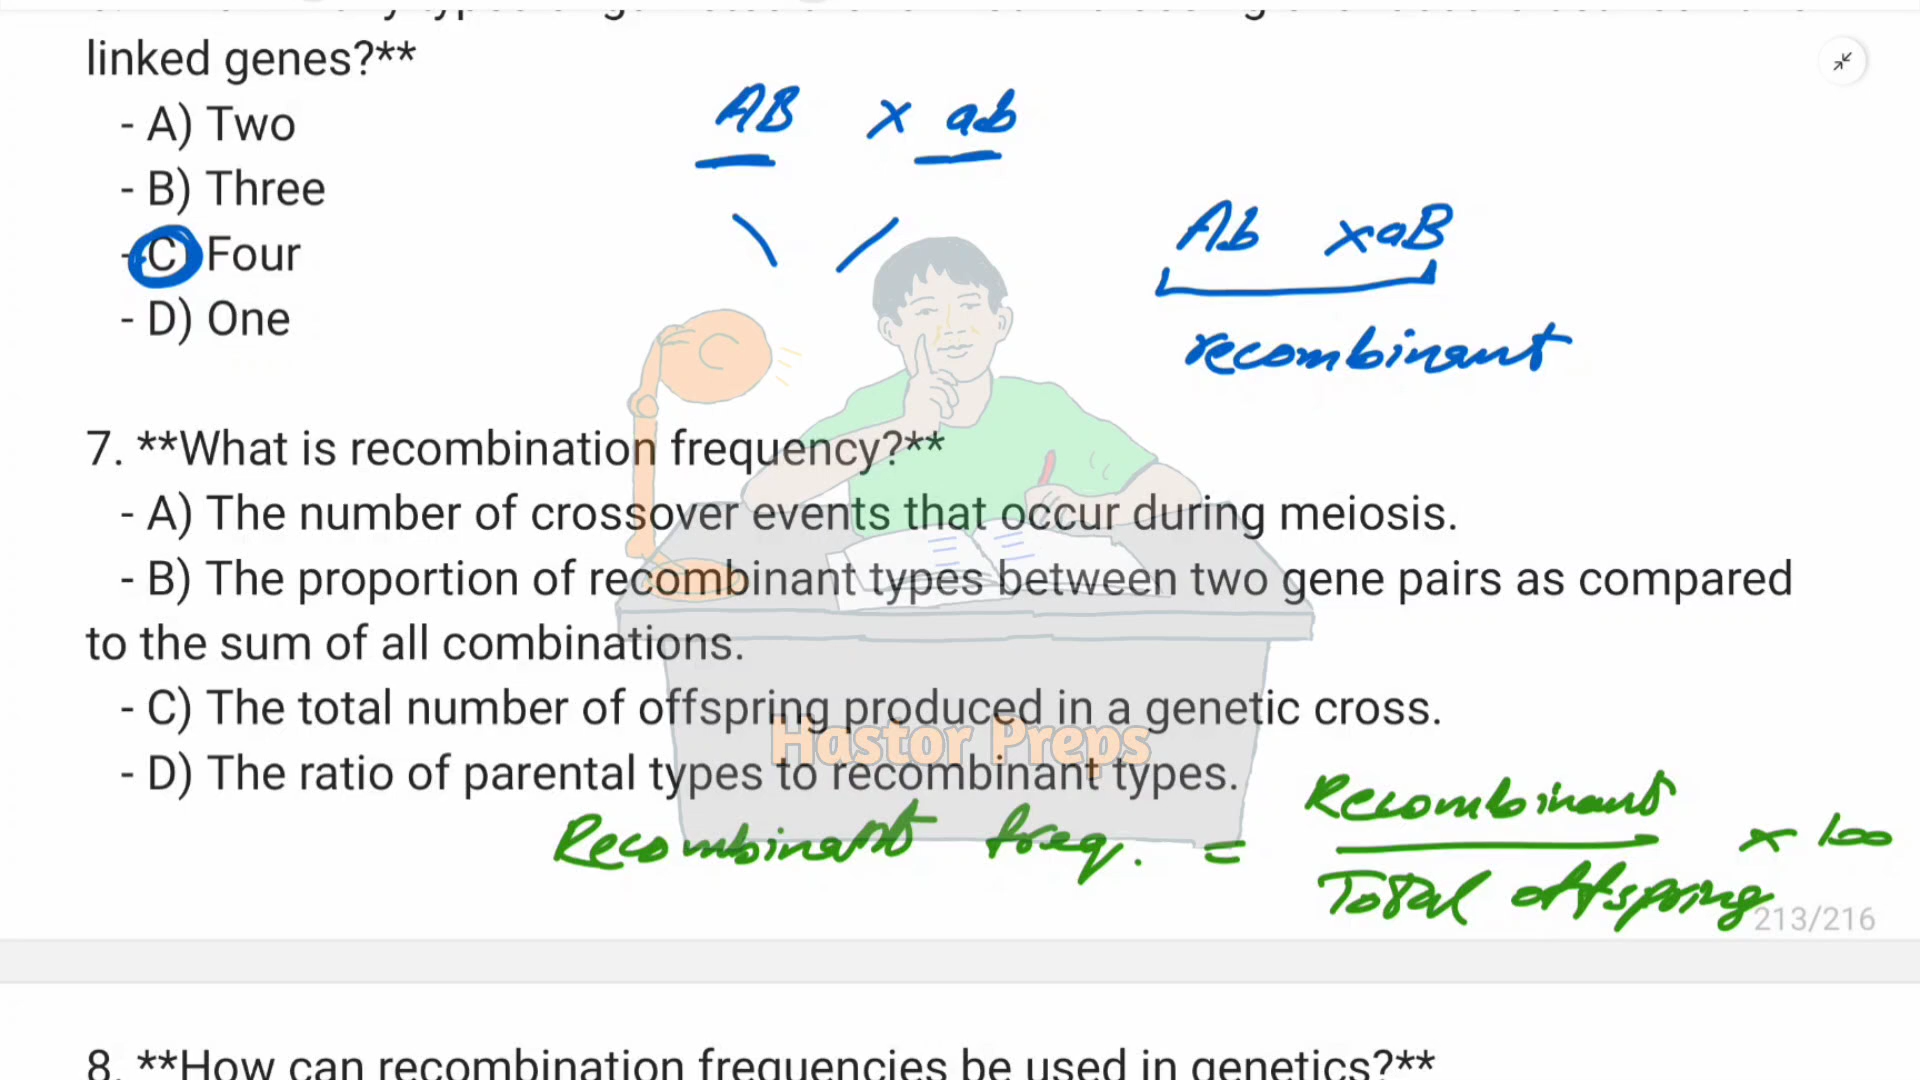 linked genes?**
- A) Two
- B) Three
- C) Four
- D) One
AB x ab
Ab x aB
recombinant
7. **What is recombination frequency?**
- A) The number of crossover events that occur during meiosis.
- B) The proportion of recombinant types between two gene pairs as compared
to the sum of all combinations.
- C) The total number of offspring produced in a genetic cross.
Hastor Preps
- D) The ratio of parental types to recombinant types.
Recombinant freq. = Recombinant x 100
Total offspring
213/216
8. **How can recombination frequencies be used in genetics?**